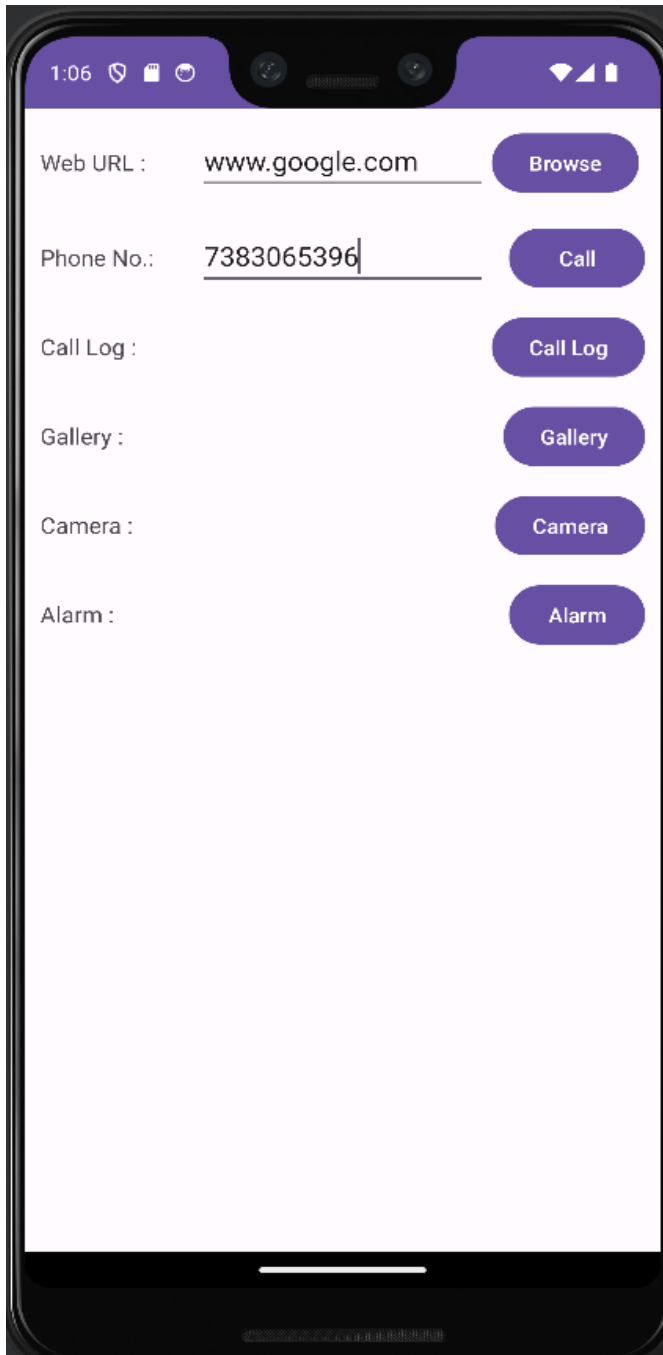 1:06
Web URL : www.google.com Browse
Phone No.: 7383065396 Call
Call Log : Call Log
Gallery : Gallery
Camera : Camera
Alarm : Alarm